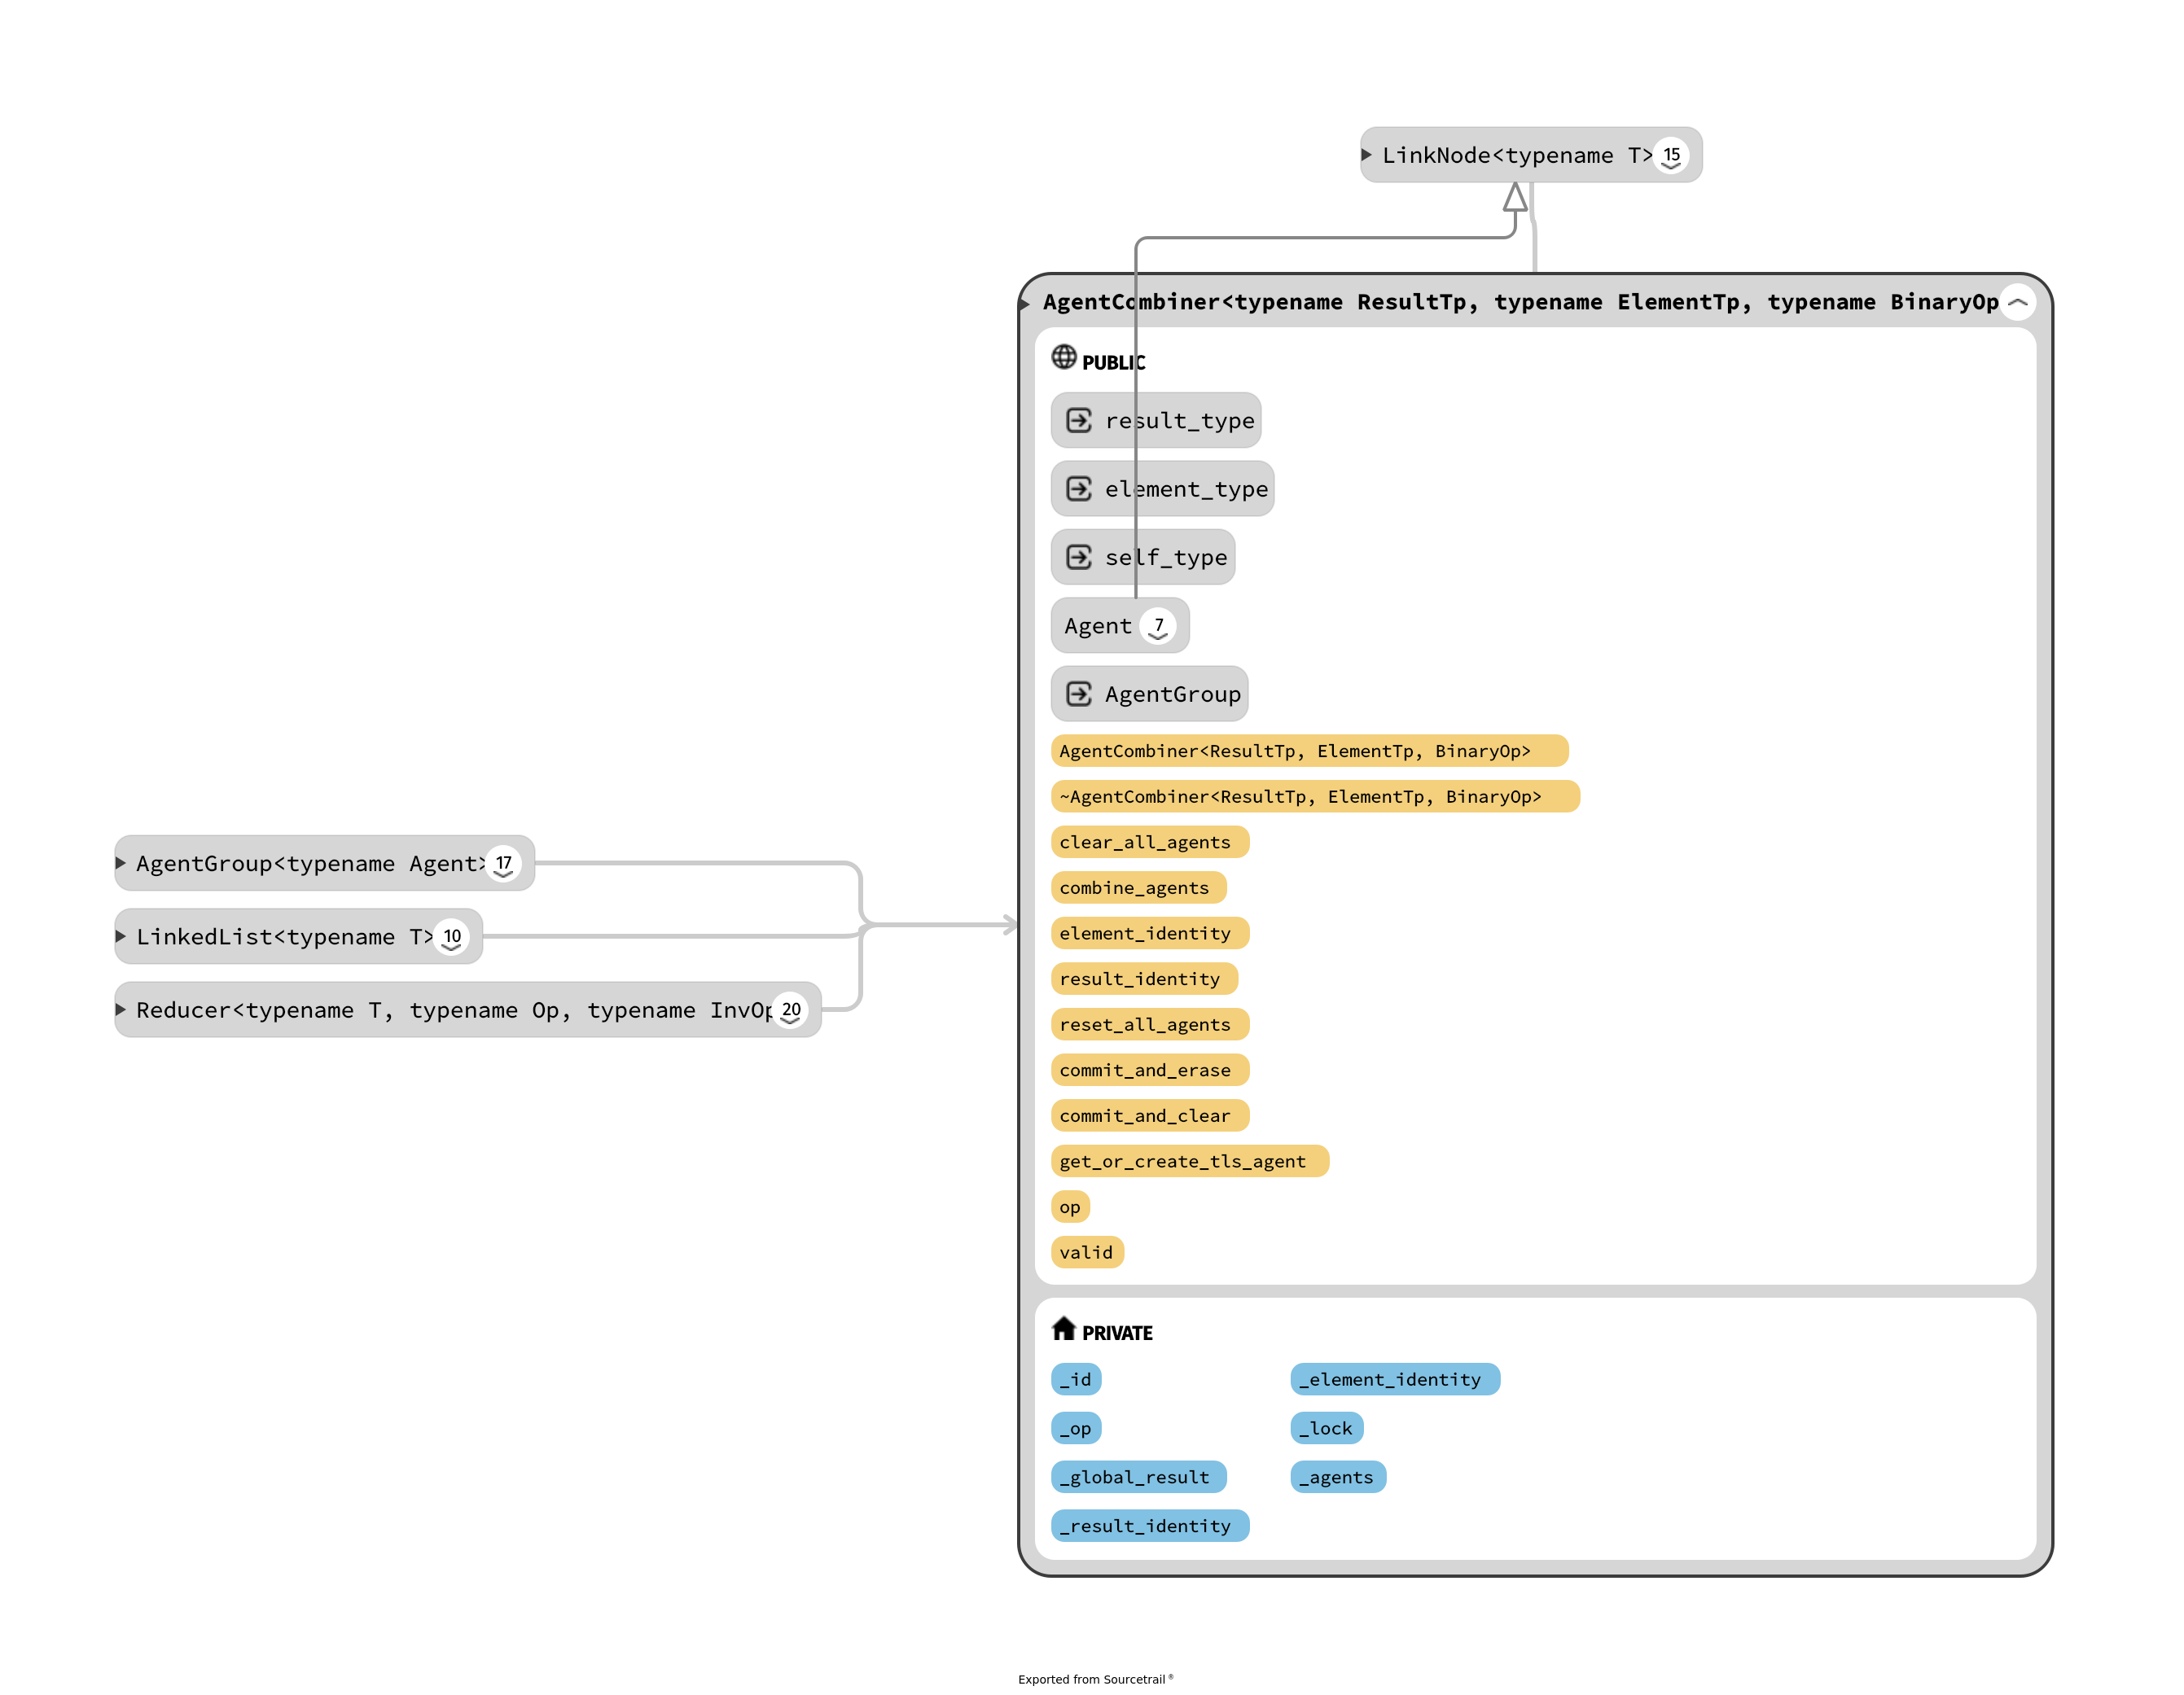 LinkNode<typename T> 15
AgentCombiner<typename ResultTp, typename ElementTp, typename BinaryOp
PUBLIC
result_type
element_type
self_type
Agent 7
AgentGroup
AgentCombiner<ResultTp, ElementTp, BinaryOp>
~AgentCombiner<ResultTp, ElementTp, BinaryOp>
clear_all_agents
combine_agents
element_identity
result_identity
reset_all_agents
commit_and_erase
commit_and_clear
get_or_create_tls_agent
op
valid
AgentGroup<typename Agent> 17
LinkedList<typename T> 10
Reducer<typename T, typename Op, typename InvOp 20
PRIVATE
_id
_element_identity
_op
_lock
_global_result
_agents
_result_identity
Exported from Sourcetrail ®